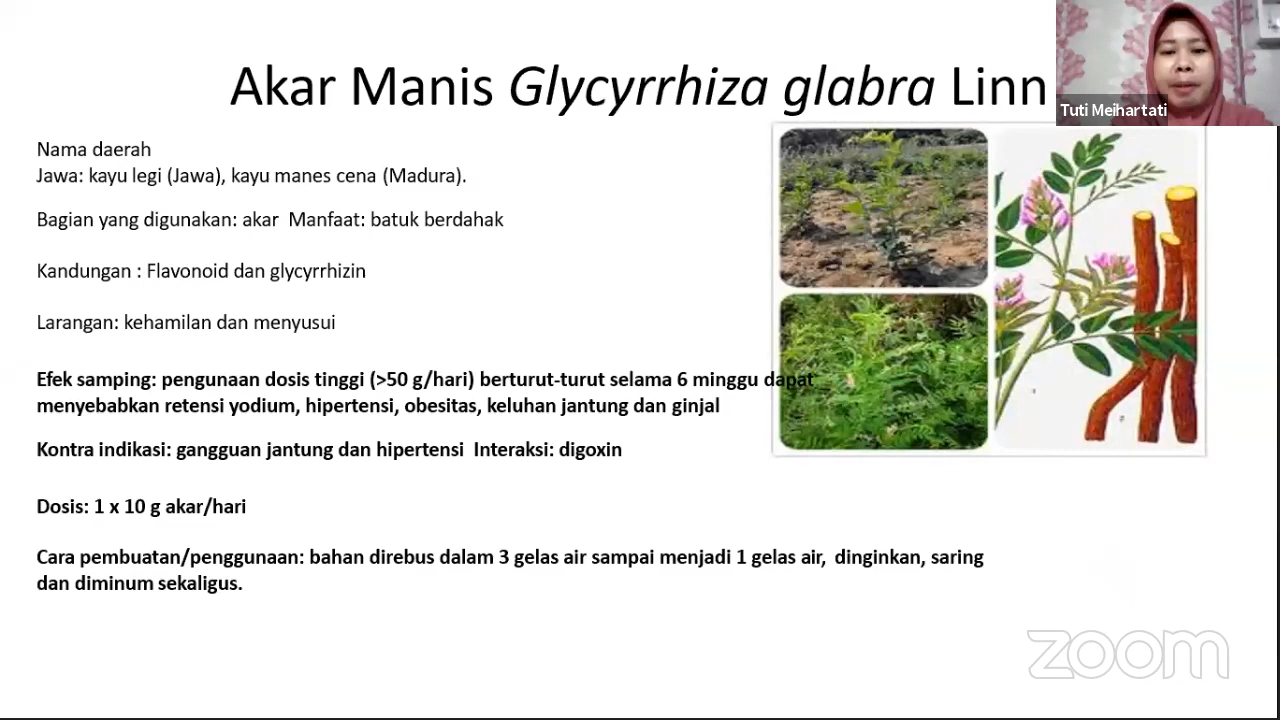 Akar Manis Glycyrrhiza glabra Linn
Tuti Meihartati
Nama daerah
Jawa: kayu legi (Jawa), kayu manes cena (Madura).
Bagian yang digunakan: akar Manfaat: batuk berdahak
Kandungan : Flavonoid dan glycyrrhizin
Larangan: kehamilan dan menyusui
Efek samping: pengunaan dosis tinggi (>50 g/hari) berturut-turut selama 6 minggu dapat
menyebabkan retensi yodium, hipertensi, obesitas, keluhan jantung dan ginjal
Kontra indikasi: gangguan jantung dan hipertensi Interaksi: digoxin
Dosis: 1 x 10 g akar/hari
Cara pembuatan/penggunaan: bahan direbus dalam 3 gelas air sampai menjadi 1 gelas air, dinginkan, saring
dan diminum sekaligus.
zoom